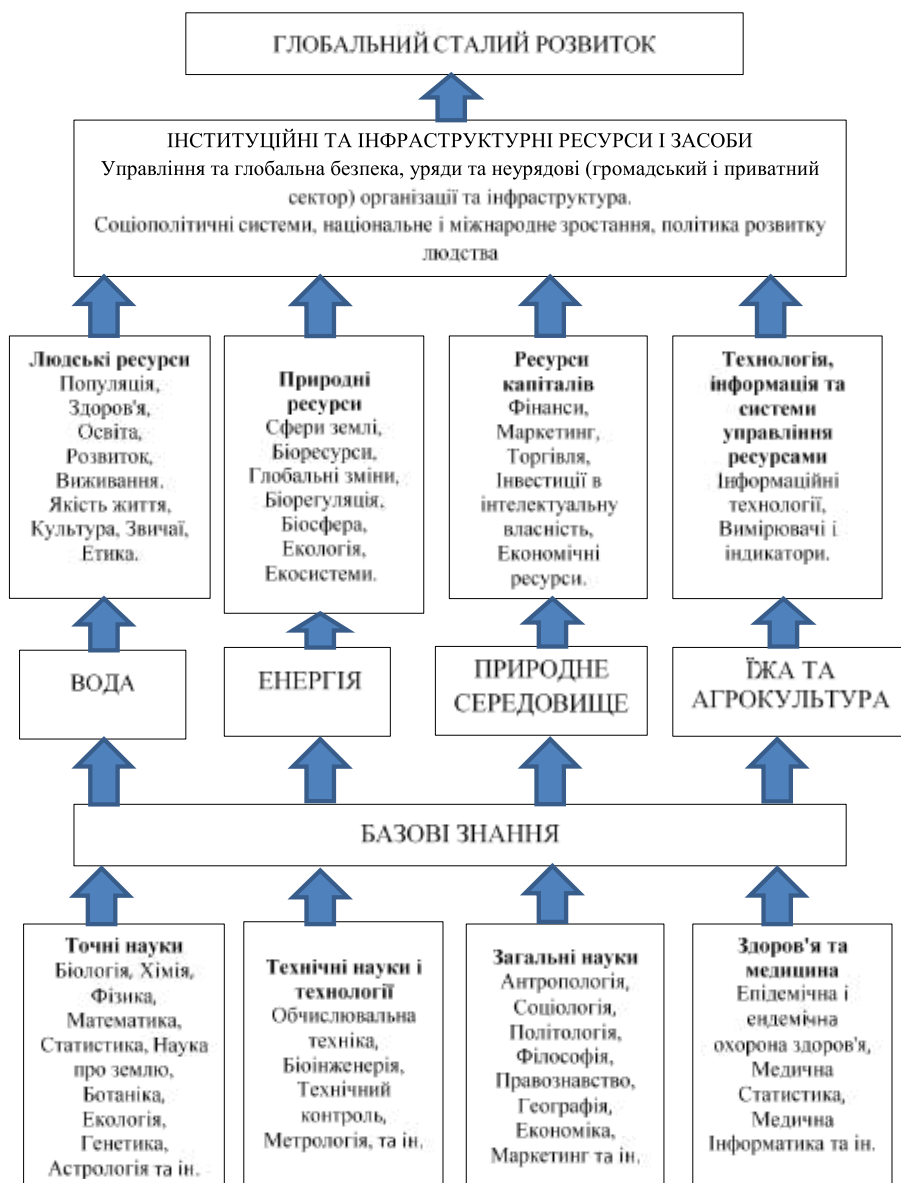 ГЛОБАЛЬНИЙ СТАЛИЙ РОЗВИТОК
ІНСТИТУЦІЙНІ ТА ІНФРАСТРУКТУРНІ РЕСУРСИ І ЗАСОБИ
Управління та глобальна безпека, уряди та неурядові (громадський і приватний
сектор) організації та інфраструктура.
Соціополітичні системи, національне і міжнародне зростання, політика розвитку
людства
Людські ресурси
Популяція,
Здоров'я,
Освіта,
Розвиток,
Виживання,
Якість життя,
Культура, Звичаї,
Етика.
Природні
ресурси
Сфери землі,
Біоресурси,
Глобальні зміни,
Біорегуляція,
Біосфера,
Екологія,
Екосистеми.
Ресурси
капіталів
Фінанси,
Маркетинг,
Торгівля,
Інвестиції в
інтелектуальну
власність,
Економічні
ресурси.
Технологія,
інформація та
системи
управління
ресурсами
Інформаційні
технології,
Вимірювачі і
індикатори.
ВОДА
ЕНЕРГІЯ
ПРИРОДНЕ
СЕРЕДОВИЩЕ
ЇЖА ТА
АГРОКУЛЬТУРА
БАЗОВІ ЗНАННЯ
Точні науки
Біологія, Хімія,
Фізика,
Математика,
Статистика, Наука
про землю,
Ботаніка,
Екологія,
Генетика,
Астрологія та ін.
Технічні науки і
технології
Обчислювальна
техніка,
Біоінженерія,
Технічний
контроль,
Метрологія, та ін.
Загальні науки
Антропологія,
Соціологія,
Політологія,
Філософія,
Правознавство,
Географія,
Економіка,
Маркетинг та ін.
Здоров'я та
медицина
Епідемічна і
ендемічна
охорона здоров'я,
Медична
Статистика,
Медична
Інформатика та ін.